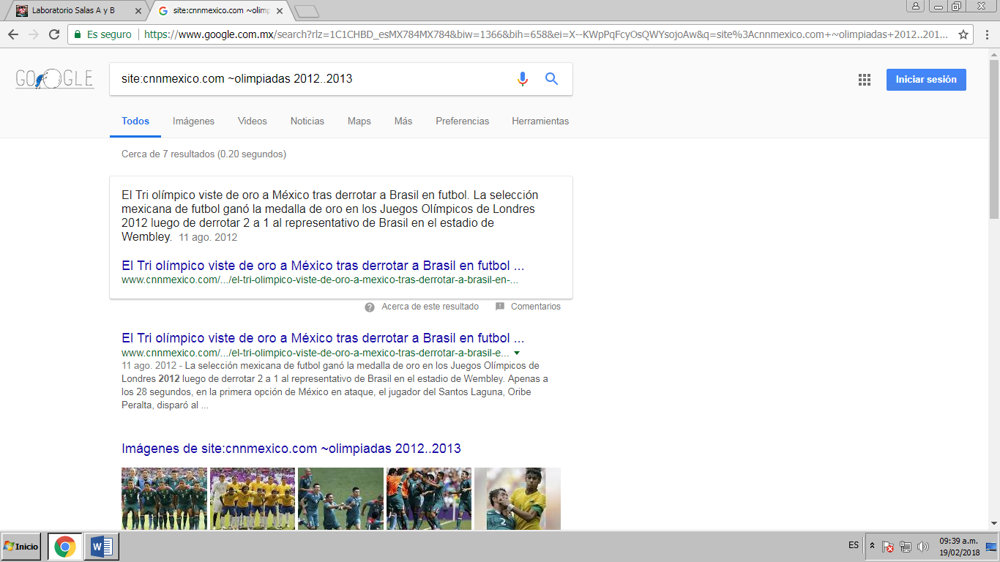 Laboratorio Salas A y B
site:cnnmexico.com ~olimp
Es seguro
https://www.google.com.mx/search?rlz=1C1CHBD_esMX784MX784&biw=1366&bih=658&ei=X--KWpPqFcyOsQWYsojoAw&q=site%3Acnnmexico.com+~olimpiadas+2012..201...
GOOGLE
site:cnnmexico.com ~olimpiadas 2012..2013
Iniciar sesión
Todos Imágenes Videos Noticias Maps Más Preferencias Herramientas
Cerca de 7 resultados (0.20 segundos)
El Tri olímpico viste de oro a México tras derrotar a Brasil en futbol. La selección
mexicana de futbol ganó la medalla de oro en los Juegos Olímpicos de Londres
2012 luego de derrotar 2 a 1 al representativo de Brasil en el estadio de
Wembley. 11 ago. 2012
El Tri olímpico viste de oro a México tras derrotar a Brasil en futbol ...
www.cnnmexico.com/.../el-tri-olimpico-viste-de-oro-a-mexico-tras-derrotar-a-brasil-en-...
Acerca de este resultado Comentarios
El Tri olímpico viste de oro a México tras derrotar a Brasil en futbol ...
www.cnnmexico.com/.../el-tri-olimpico-viste-de-oro-a-mexico-tras-derrotar-a-brasil-e...
11 ago. 2012 - La selección mexicana de futbol ganó la medalla de oro en los Juegos Olímpicos de
Londres 2012 luego de derrotar 2 a 1 al representativo de Brasil en el estadio de Wembley. Apenas a
los 28 segundos, en la primera opción de México en ataque, el jugador del Santos Laguna, Oribe
Peralta, disparó al ...
Imágenes de site:cnnmexico.com ~olimpiadas 2012..2013
Inicio
ES
09:39 a.m.
19/02/2018